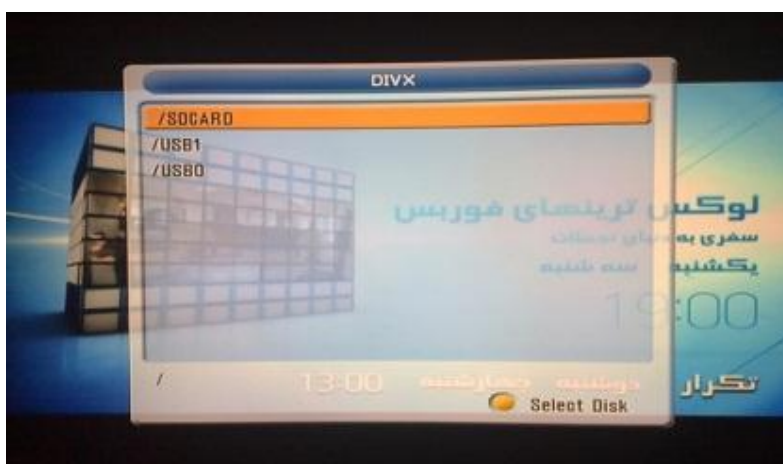 DIVX
/SDCARD
/USB1
/USB0
لوکس ترینهای فوربس
سفری به دنیای تجملات
یکشنبه سه شنبه
19:00
تکرار دوشنبه چهارشنبه 13:00
/
Select Disk